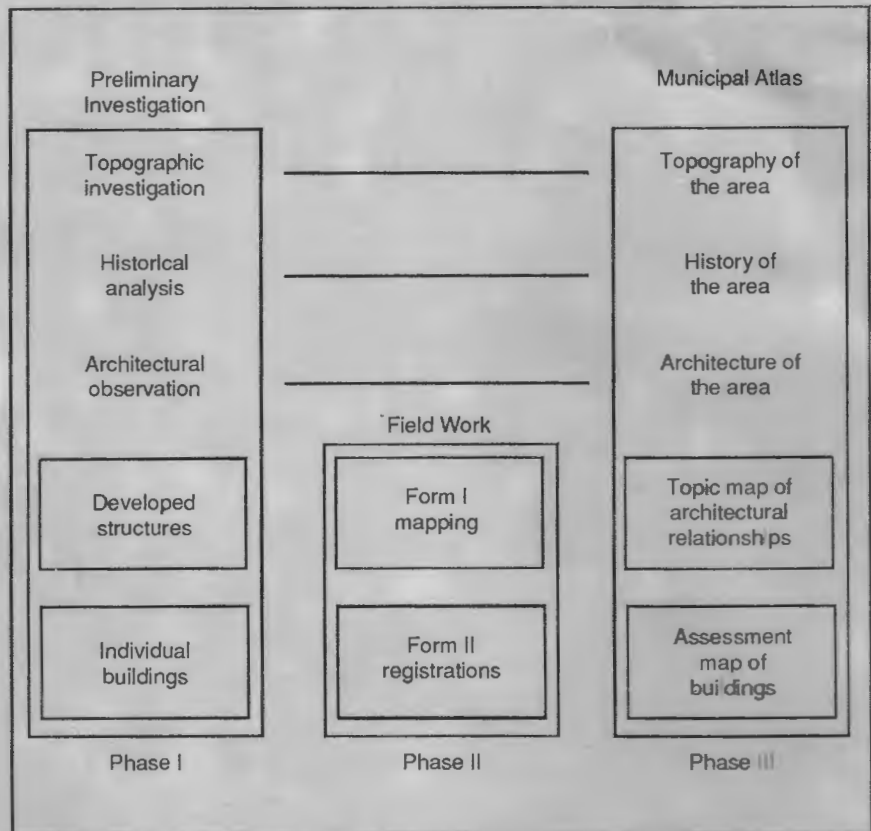 Preliminary
Investigation
Municipal Atlas
Topographic
investigation
Topography of
the area
Historical
analysis
History of
the area
Architectural
observation
Architecture of
the area
Field Work
Developed
structures
Form I
mapping
Topic map of
architectural
relationships
Individual
buildings
Form II
registrations
Assessment
map of
buildings
Phase I
Phase II
Phase III